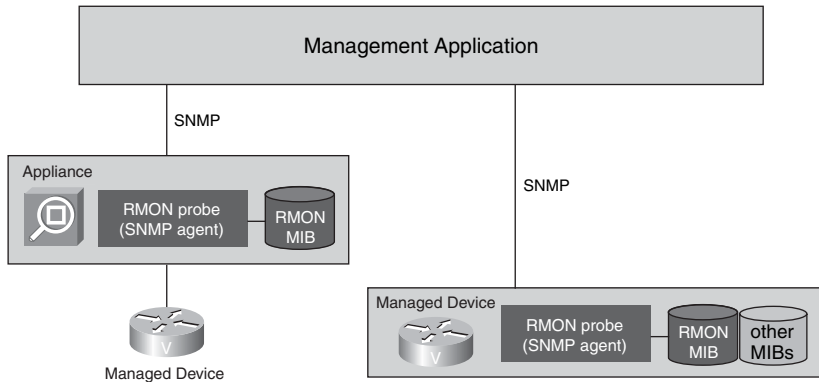 Management Application
SNMP
SNMP
Appliance
RMON probe
(SNMP agent)
RMON
MIB
V
Managed Device
Managed Device
V
RMON probe
(SNMP agent)
RMON
MIB
other
MIBs